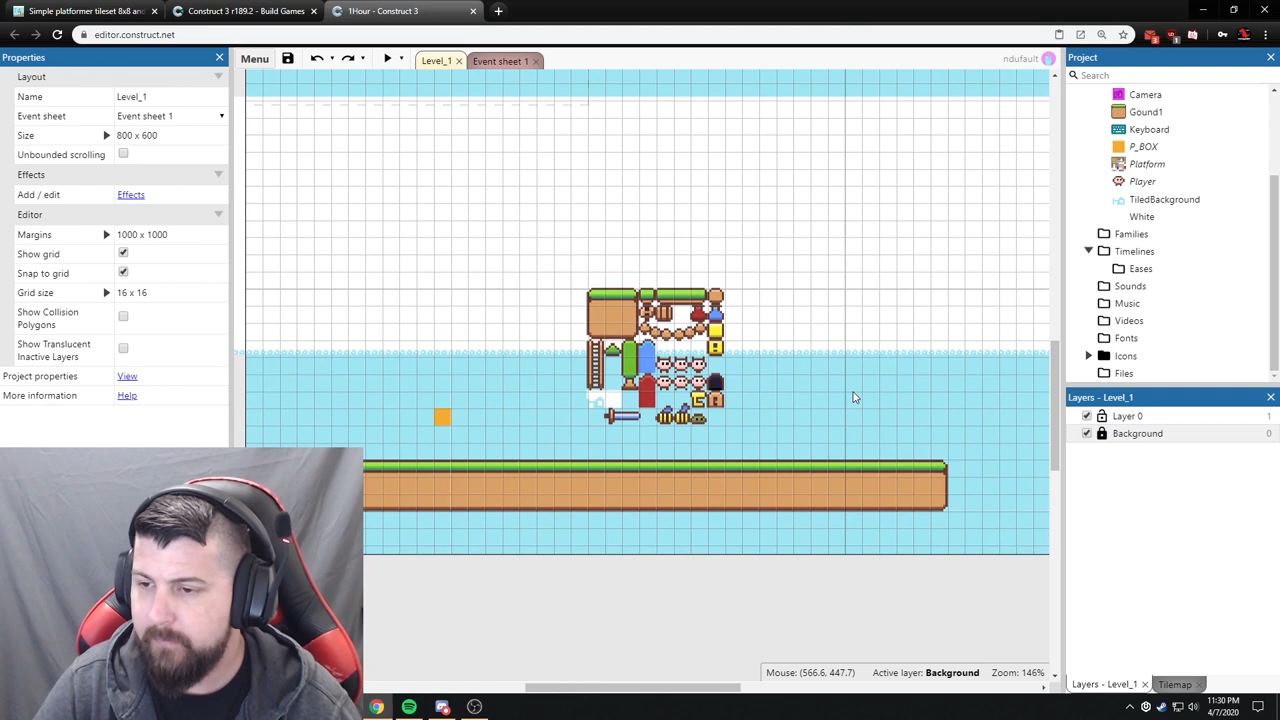 Simple platformer tileset 8x8 and
Construct 3 r189.2 - Build Games
1Hour - Construct 3
editor.construct.net
Properties
Menu
Level_1
Event sheet 1
ndufault
Project
Layout
Name
Level_1
Event sheet
Event sheet 1
Size
800 x 600
Unbounded scrolling
Effects
Add / edit
Effects
Editor
Margins
1000 x 1000
Show grid
Snap to grid
Grid size
16 x 16
Show Collision
Polygons
Show Translucent
Inactive Layers
Project properties
View
More information
Help
Search
Camera
Gound1
Keyboard
P_BOX
Platform
Player
TiledBackground
White
Families
Timelines
Eases
Sounds
Music
Videos
Fonts
Icons
Files
Layers - Level_1
Layer 0
1
Background
0
Mouse: (566.6, 447.7)
Active layer: Background
Zoom: 146%
Layers - Level_1
Tilemap
11:30 PM
4/7/2020